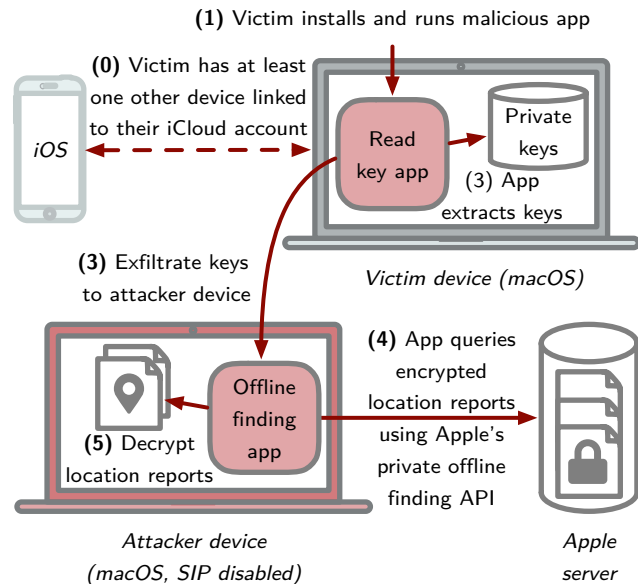 (1) Victim installs and runs malicious app
(0) Victim has at least
one other device linked
to their iCloud account
iOS
Read
key app
Private
keys
(3) App
extracts keys
Victim device (macOS)
(3) Exfiltrate keys
to attacker device
Offline
finding
app
(5) Decrypt
location reports
(4) App queries
encrypted
location reports
using Apple's
private offline
finding API
Attacker device
(macOS, SIP disabled)
Apple
server